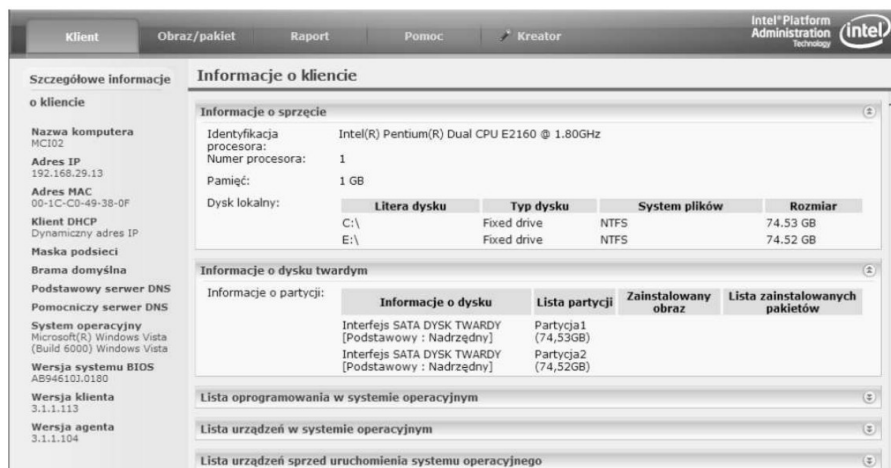 Klient
Obraz/pakiet
Raport
Pomoc
Kreator
Intel® Platform
Administration
Technology
intel
Szczegółowe informacje
o kliencie
Nazwa komputera
MCI02
Adres IP
192.168.29.13
Adres MAC
00-1C-C0-49-38-0F
Klient DHCP
Dynamiczny adres IP
Maska podsieci
Brama domyślna
Podstawowy serwer DNS
Pomocniczy serwer DNS
System operacyjny
Microsoft(R) Windows Vista
(Build 6000) Windows Vista
Wersja systemu BIOS
AB94610J.0180
Wersja klienta
3.1.1.113
Wersja agenta
3.1.1.104
Informacje o kliencie
Informacje o sprzęcie
Identyfikacja procesora: Intel(R) Pentium(R) Dual CPU E2160 @ 1.80GHz
Numer procesora: 1
Pamięć: 1 GB
Dysk lokalny:
Litera dysku Typ dysku System plików Rozmiar
C:\ Fixed drive NTFS 74.53 GB
E:\ Fixed drive NTFS 74.52 GB
Informacje o dysku twardym
Informacje o partycji:
Informacje o dysku Lista partycji Zainstalowany obraz Lista zainstalowanych pakietów
Interfejs SATA DYSK TWARDY Partycja1
[Podstawowy : Nadrzędny] (74,53GB)
Interfejs SATA DYSK TWARDY Partycja2
[Podstawowy : Nadrzędny] (74,52GB)
Lista oprogramowania w systemie operacyjnym
Lista urządzeń w systemie operacyjnym
Lista urządzeń sprzed uruchomienia systemu operacyjnego